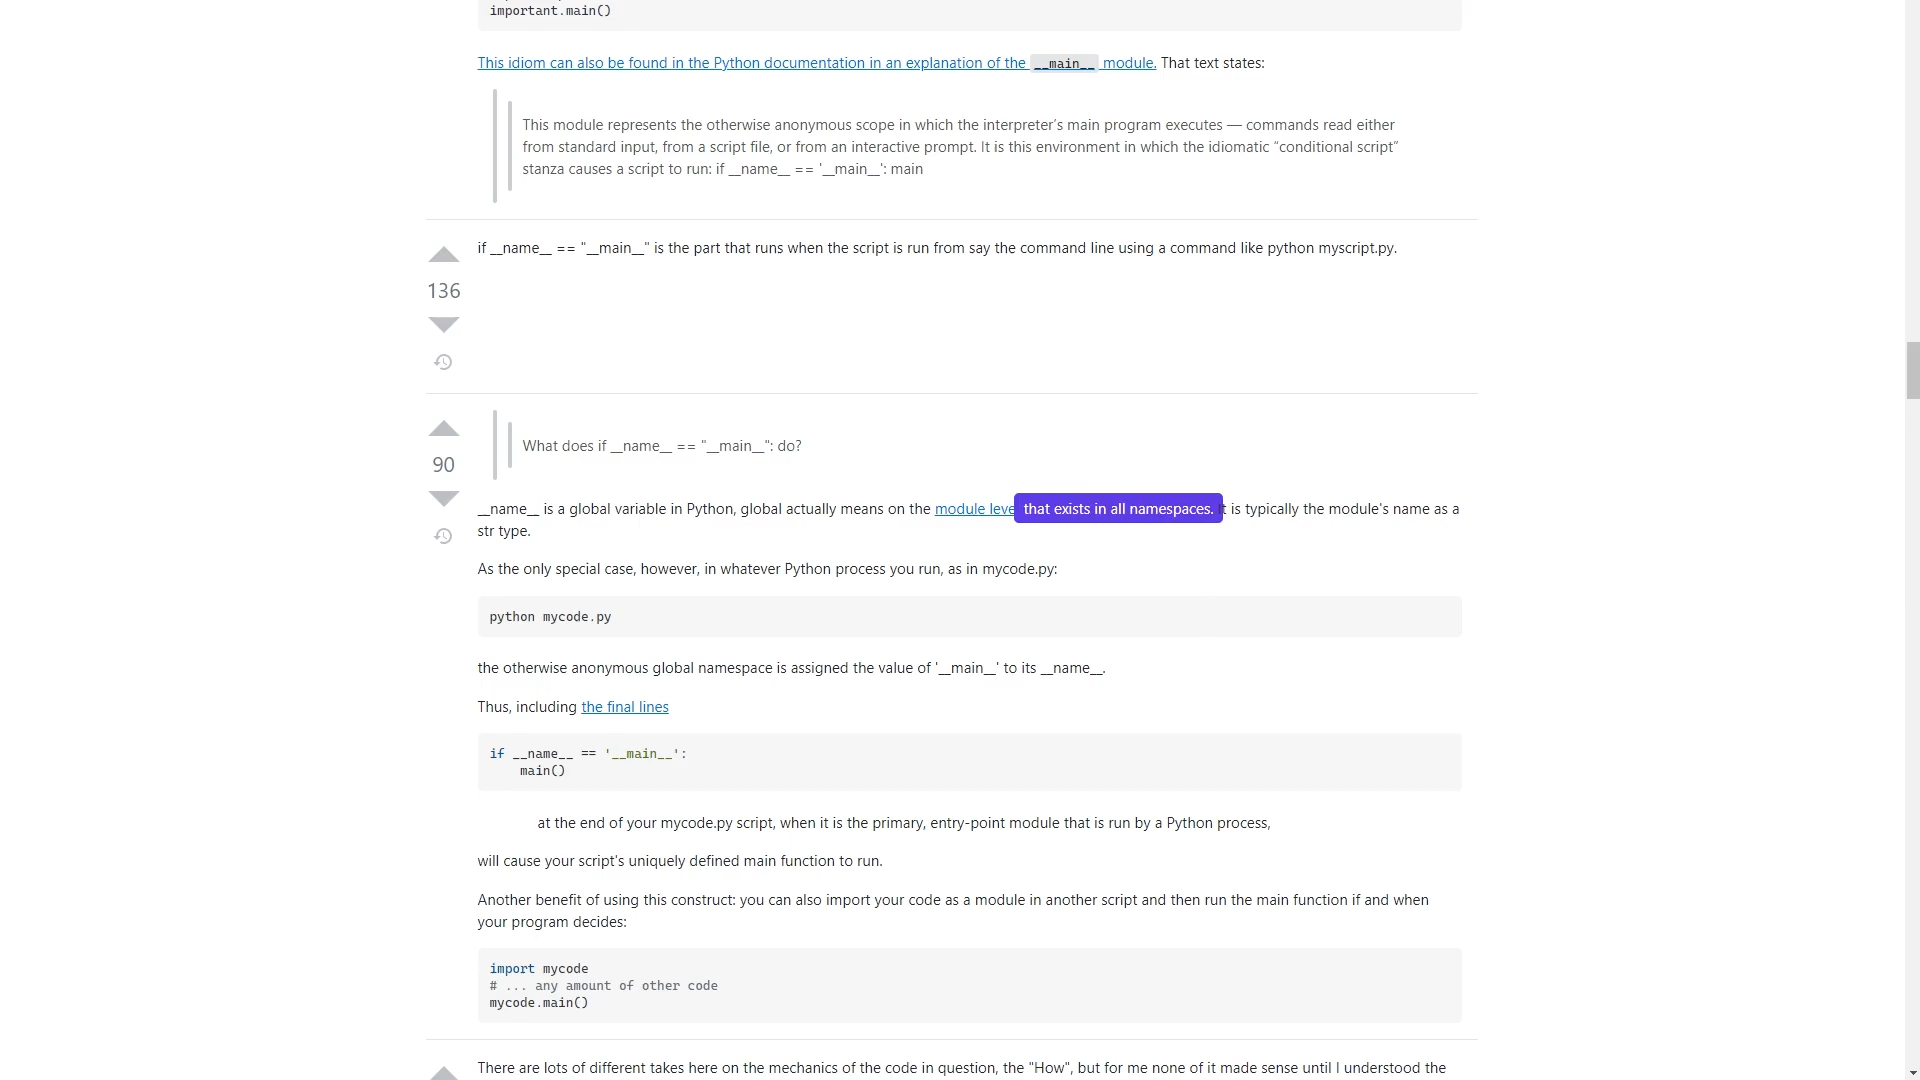 important.main()
This idiom can also be found in the Python documentation in an explanation of the __main__ module. That text states:
This module represents the otherwise anonymous scope in which the interpreter’s main program executes — commands read either
from standard input, from a script file, or from an interactive prompt. It is this environment in which the idiomatic “conditional script”
stanza causes a script to run: if __name__ == '__main__': main
if __name__ == "__main__" is the part that runs when the script is run from say the command line using a command like python myscript.py.
136
What does if __name__ == "__main__": do?
90
__name__ is a global variable in Python, global actually means on the module leve that exists in all namespaces. It is typically the module's name as a
str type.
As the only special case, however, in whatever Python process you run, as in mycode.py:
python mycode.py
the otherwise anonymous global namespace is assigned the value of '__main__' to its __name__.
Thus, including the final lines
if __name__ == '__main__':
main()
at the end of your mycode.py script, when it is the primary, entry-point module that is run by a Python process,
will cause your script's uniquely defined main function to run.
Another benefit of using this construct: you can also import your code as a module in another script and then run the main function if and when
your program decides:
import mycode
# ... any amount of other code
mycode.main()
There are lots of different takes here on the mechanics of the code in question, the "How", but for me none of it made sense until I understood the